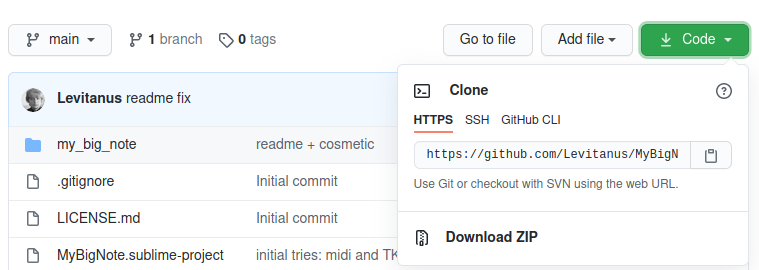 main 1 branch 0 tags Go to file Add file Code
Levitanus readme fix
Clone
HTTPS SSH GitHub CLI
my_big_note readme + cosmetic
https://github.com/Levitanus/MyBigN
.gitignore Initial commit
Use Git or checkout with SVN using the web URL.
LICENSE.md Initial commit
Download ZIP
MyBigNote.sublime-project initial tries: midi and TK